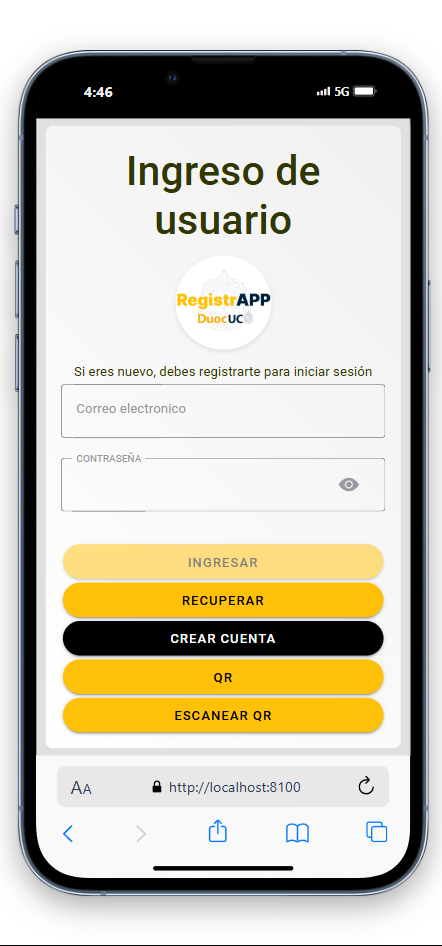 4:46
5G
Ingreso de
usuario
RegistrAPP
DuocUC
Si eres nuevo, debes registrarte para iniciar sesión
Correo electronico
CONTRASEÑA
INGRESAR
RECUPERAR
CREAR CUENTA
QR
ESCANEAR QR
AA
http://localhost:8100